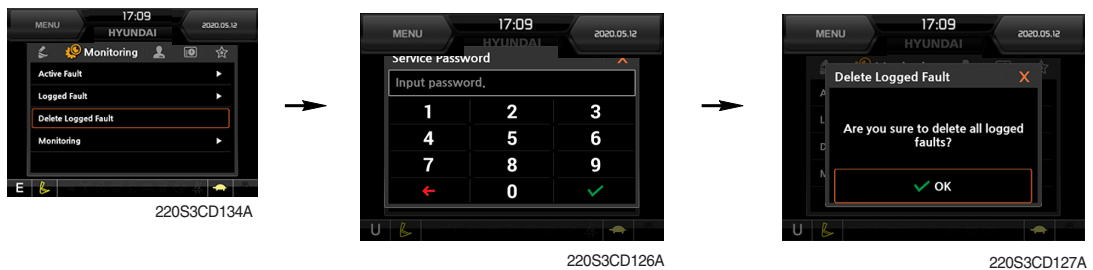 MENU
17:09
HYUNDAI
2020.05.12
Monitoring
Active Fault
Logged Fault
Delete Logged Fault
Monitoring
E
220S3CD134A
MENU
17:09
HYUNDAI
2020.05.12
Service Password
X
Input password.
1 2 3
4 5 6
7 8 9
0
U
220S3CD126A
MENU
17:09
HYUNDAI
2020.05.12
Delete Logged Fault X
A
L
D
M
Are you sure to delete all logged
faults?
OK
U
220S3CD127A